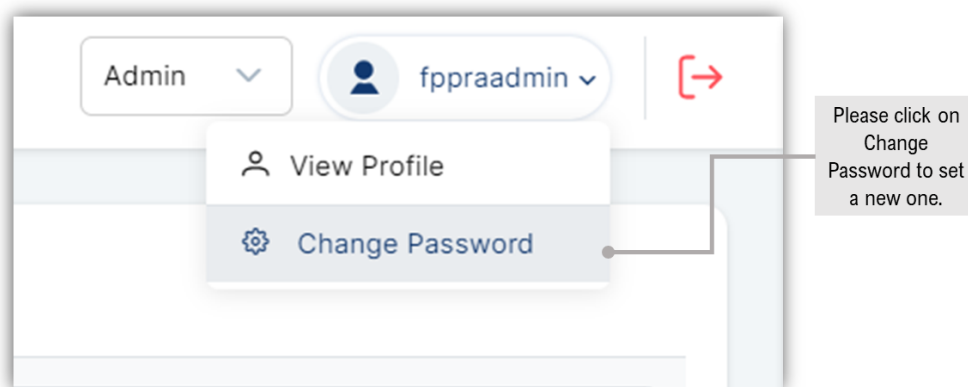 Admin
fppraadmin
View Profile
Change Password
Please click on
Change
Password to set
a new one.